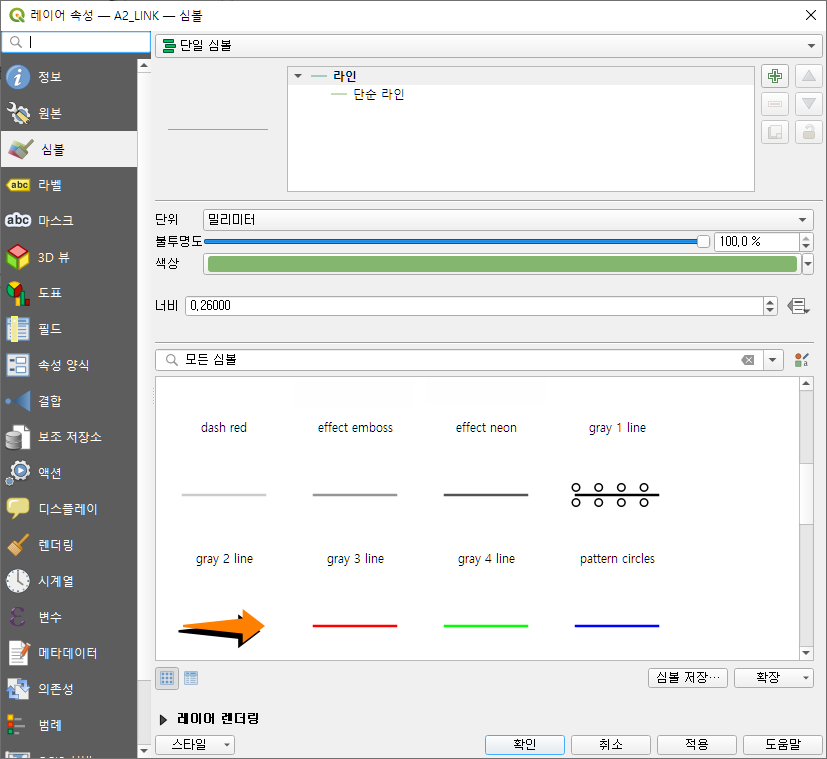 레이어 속성 — A2_LINK — 심볼
단일 심볼
정보
원본
심볼
abc 라벨
abc 마스크
3D 뷰
도표
필드
속성 양식
결합
보조 저장소
액션
디스플레이
렌더링
시계열
변수
메타데이터
의존성
범례
라인
단순 라인
단위 밀리미터
불투명도 100,0 %
색상
너비 0,26000
모든 심볼
dash red effect emboss effect neon gray 1 line
gray 2 line gray 3 line gray 4 line pattern circles
심볼 저장… 확장
레이어 렌더링
스타일 확인 취소 적용 도움말